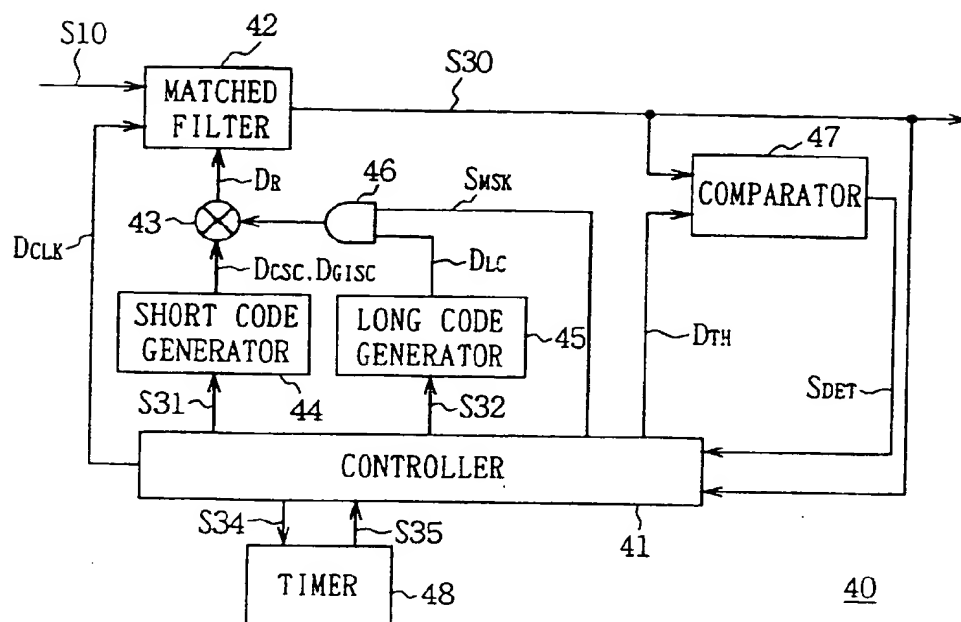 S10
42
MATCHED
FILTER
S30
47
COMPARATOR
DR
46
SMSK
43
DCLK
DCSC.DGISC
DLC
SHORT CODE
GENERATOR
LONG CODE
GENERATOR
45
DTH
SDET
S31
44
S32
CONTROLLER
41
S34
S35
TIMER
48
40